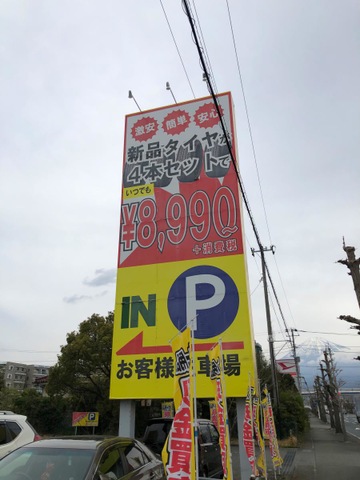 激安 簡単 安心
新品タイヤが
4本セットで
いつでも
¥8,990~
+消費税
IN P
お客様 車場